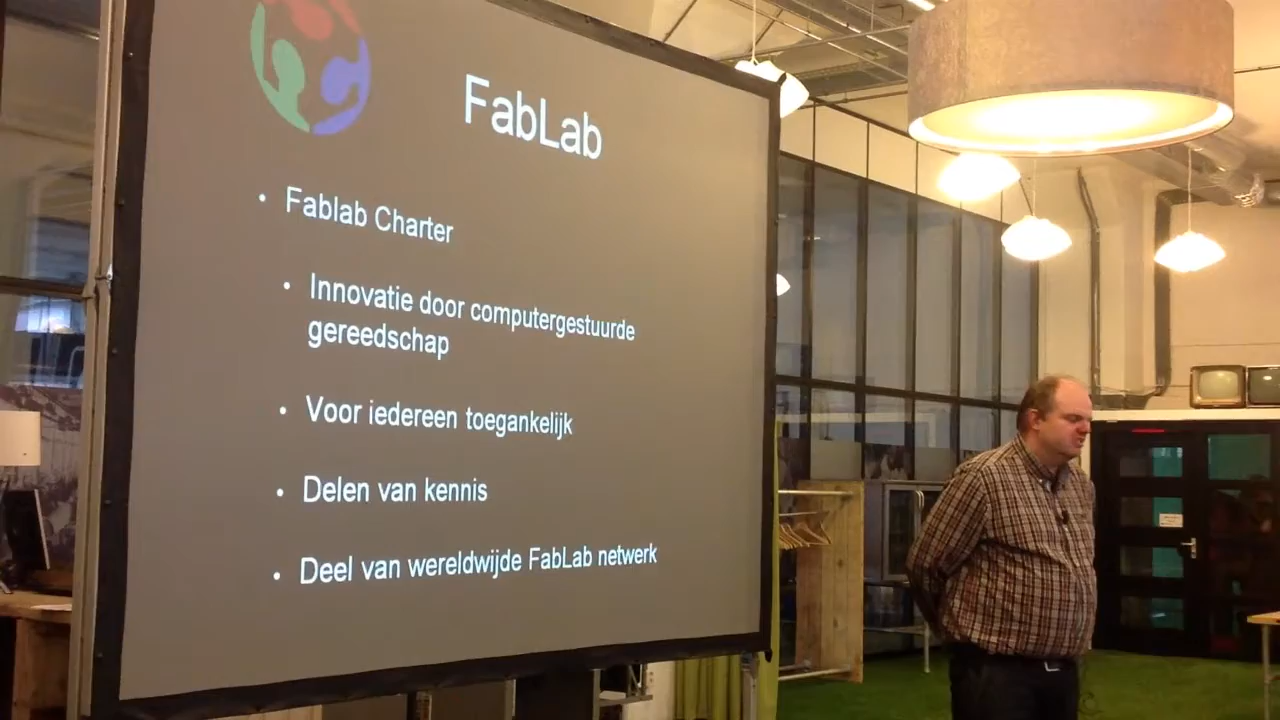 FabLab
• Fablab Charter
• Innovatie door computergestuurde
gereedschap
• Voor iedereen toegankelijk
• Delen van kennis
• Deel van wereldwijde FabLab netwerk